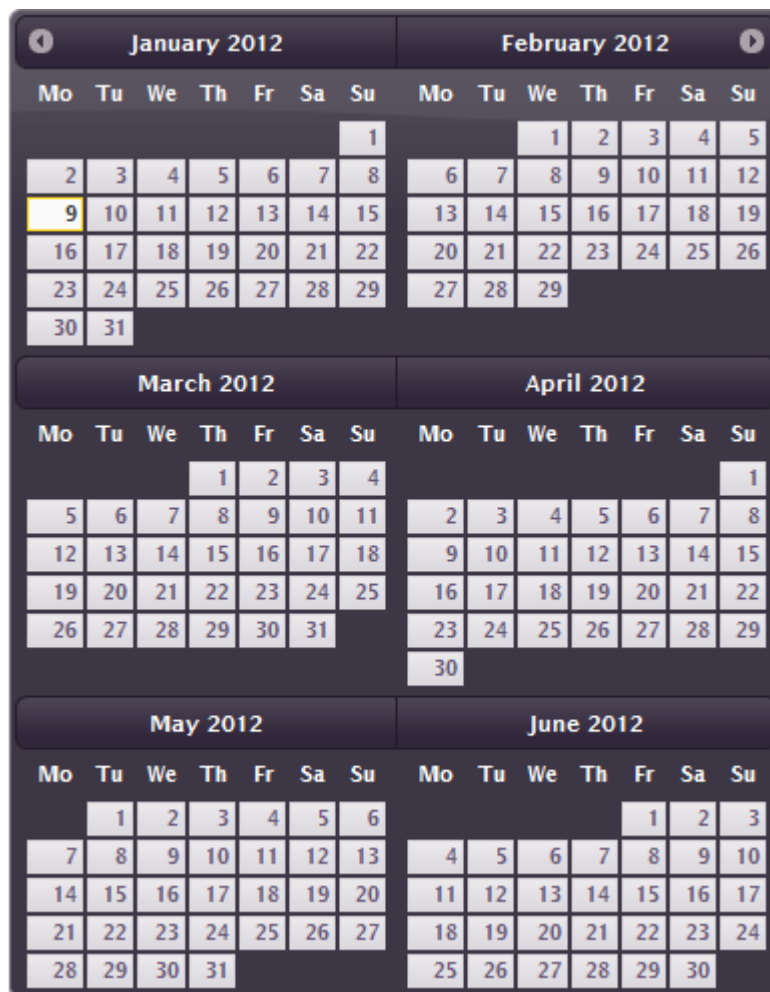 January 2012 February 2012
Mo Tu We Th Fr Sa Su Mo Tu We Th Fr Sa Su
1 1 2 3 4 5
2 3 4 5 6 7 8 6 7 8 9 10 11 12
9 10 11 12 13 14 15 13 14 15 16 17 18 19
16 17 18 19 20 21 22 20 21 22 23 24 25 26
23 24 25 26 27 28 29 27 28 29
30 31
March 2012 April 2012
Mo Tu We Th Fr Sa Su Mo Tu We Th Fr Sa Su
1 2 3 4 1
5 6 7 8 9 10 11 2 3 4 5 6 7 8
12 13 14 15 16 17 18 9 10 11 12 13 14 15
19 20 21 22 23 24 25 16 17 18 19 20 21 22
26 27 28 29 30 31 23 24 25 26 27 28 29
30
May 2012 June 2012
Mo Tu We Th Fr Sa Su Mo Tu We Th Fr Sa Su
1 2 3 4 5 6 1 2 3
7 8 9 10 11 12 13 4 5 6 7 8 9 10
14 15 16 17 18 19 20 11 12 13 14 15 16 17
21 22 23 24 25 26 27 18 19 20 21 22 23 24
28 29 30 31 25 26 27 28 29 30